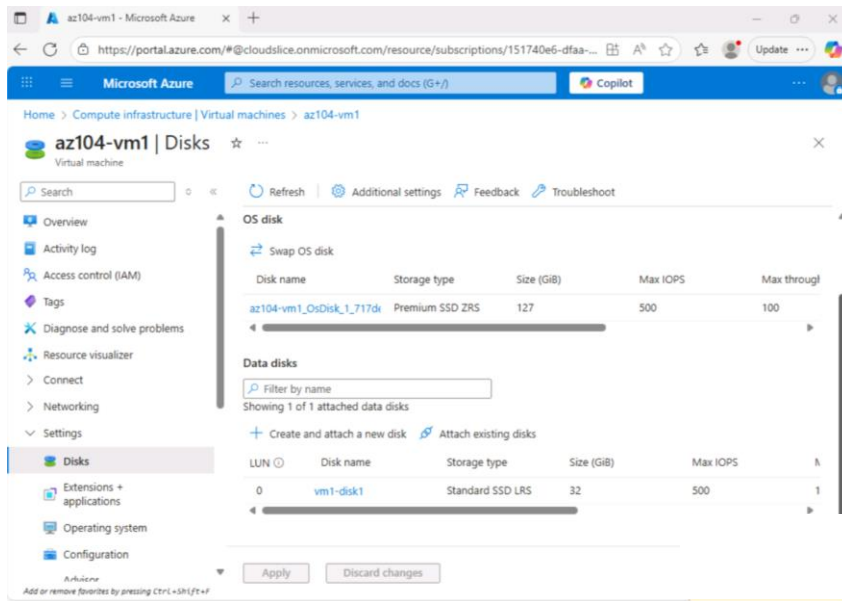 az104-vm1 - Microsoft Azure
https://portal.azure.com/#@cloudslice.onmicrosoft.com/resource/subscriptions/151740e6-dfaa-...
Update
Microsoft Azure
Search resources, services, and docs (G+/)
Copilot
Home > Compute infrastructure | Virtual machines > az104-vm1
az104-vm1 | Disks
Virtual machine
Search
Refresh
Additional settings
Feedback
Troubleshoot
Overview
Activity log
Access control (IAM)
Tags
Diagnose and solve problems
Resource visualizer
Connect
Networking
Settings
Disks
Extensions +
applications
Operating system
Configuration
Advisor
Add or remove favorites by pressing Ctrl+Shift+F
OS disk
Swap OS disk
Disk name Storage type Size (GiB) Max IOPS Max through
az104-vm1_OsDisk_1_717de Premium SSD ZRS 127 500 100
Data disks
Filter by name
Showing 1 of 1 attached data disks
Create and attach a new disk Attach existing disks
LUN Disk name Storage type Size (GiB) Max IOPS M
0 vm1-disk1 Standard SSD LRS 32 500 1
Apply Discard changes